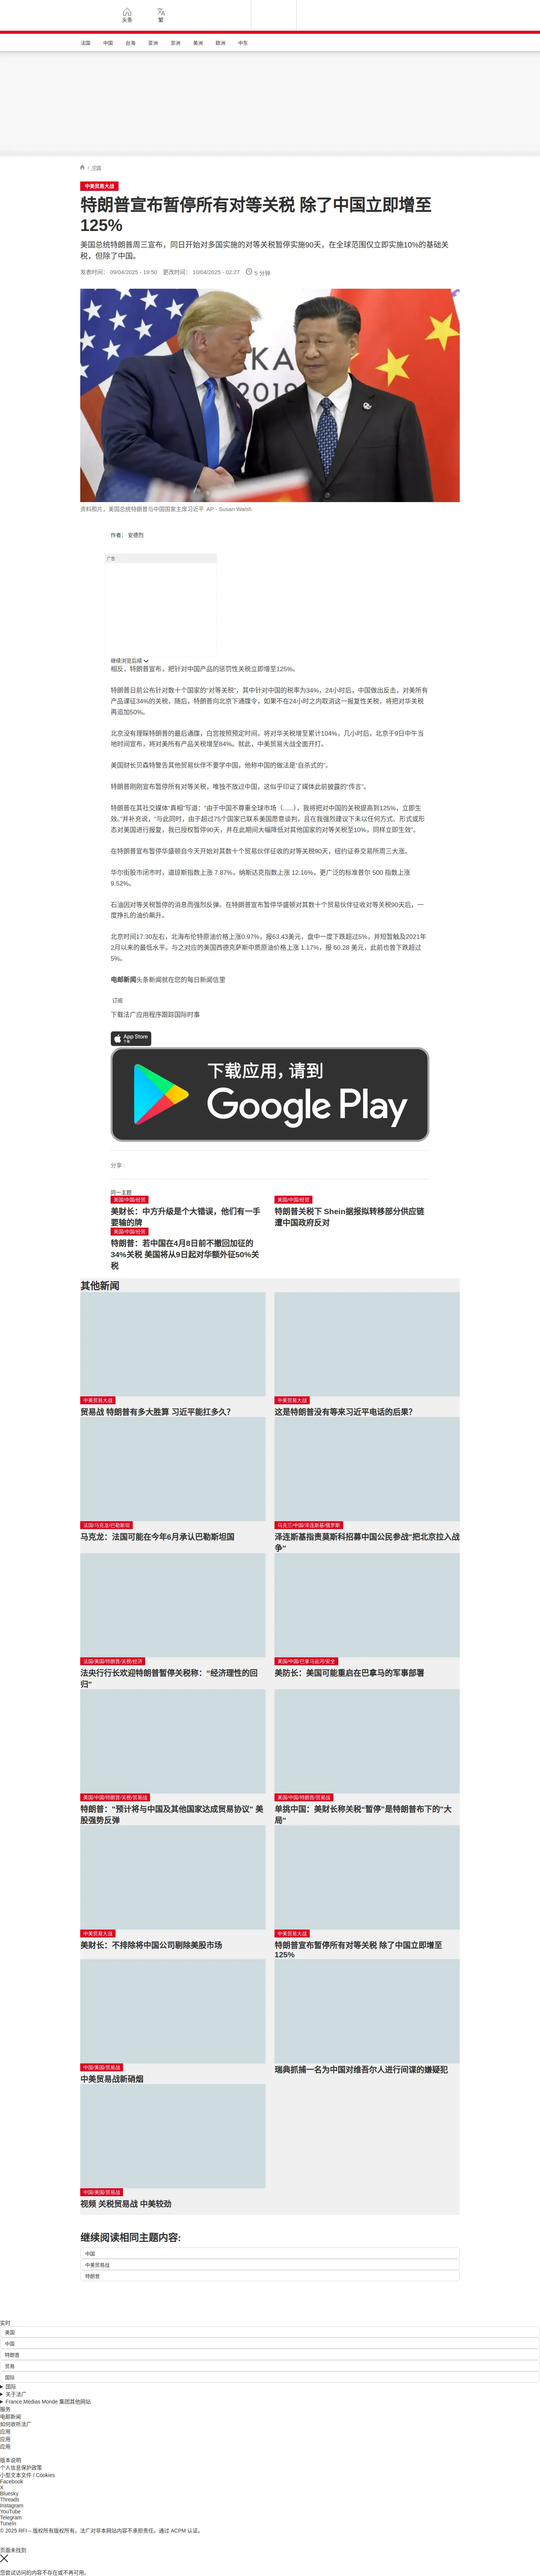 头条
繁
法国
中国
台海
亚洲
非洲
美洲
欧洲
中东
/ 中国
中美贸易大战
特朗普宣布暂停所有对等关税 除了中国立即增至
125%
美国总统特朗普周三宣布，同日开始对多国实施的对等关税暂停实施90天，在全球范围仅立即实施10%的基础关
税，但除了中国。
发表时间： 09/04/2025 - 19:50 更改时间： 10/04/2025 - 02:27 5 分钟
资料照片，美国总统特朗普与中国国家主席习近平 AP - Susan Walsh
作者： 安德烈
广告
继续浏览后续
相反，特朗普宣布，把针对中国产品的惩罚性关税立即增至125%。
特朗普日前公布针对数十个国家的“对等关税”，其中针对中国的税率为34%，24小时后，中国做出反击，对美所有
产品课征34%的关税，随后，特朗普向北京下通牒令，如果不在24小时之内取消这一报复性关税，将把对华关税
再追加50%。
北京没有理睬特朗普的最后通牒，白宫按照预定时间，将对华关税增至累计104%，几小时后，北京于9日中午当
地时间宣布，将对美所有产品关税增至84%。就此，中美贸易大战全面开打。
美国财长贝森特警告其他贸易伙伴不要学中国，他称中国的做法是“自杀式的”。
特朗普刚刚宣布暂停所有对等关税，唯独不放过中国，这似乎印证了媒体此前披露的“传言”。
特朗普在其社交媒体“真相”写道：“由于中国不尊重全球市场（……），我将把对中国的关税提高到125%，立即生
效。”并补充说，“与此同时，由于超过75个国家已联系美国愿意谈判，且在我强烈建议下未以任何方式、形式或形
态对美国进行报复，我已授权暂停90天，并在此期间大幅降低对其他国家的对等关税至10%，同样立即生效”。
在特朗普宣布暂停华盛顿自今天开始对其数十个贸易伙伴征收的对等关税90天，纽约证券交易所周三大涨。
华尔街股市闭市时，道琼斯指数上涨 7.87%，纳斯达克指数上涨 12.16%，更广泛的标准普尔 500 指数上涨
9.52%。
石油因对等关税暂停的消息而强烈反弹。在特朗普宣布暂停华盛顿对其数十个贸易伙伴征收对等关税90天后，一
度挣扎的油价飙升。
北京时间17:30左右，北海布伦特原油价格上涨0.97%，报63.43美元，盘中一度下跌超过5%，并短暂触及2021年
2月以来的最低水平。与之对应的美国西德克萨斯中质原油价格上涨 1.17%，报 60.28 美元，此前也曾下跌超过
5%。
电邮新闻头条新闻就在您的每日新闻信里
订阅
下载法广应用程序跟踪国际时事
App Store
下载应用，请到
Google Play
分享 :
同一主题
美国/中国/经贸
美财长：中方升级是个大错误，他们有一手
要输的牌
美国/中国/经贸
特朗普关税下 Shein据报拟转移部分供应链
遭中国政府反对
美国/中国/经贸
特朗普：若中国在4月8日前不撤回加征的
34%关税 美国将从9日起对华额外征50%关
税
其他新闻
中美贸易大战
贸易战 特朗普有多大胜算 习近平能扛多久？
中美贸易大战
这是特朗普没有等来习近平电话的后果？
法国/马克龙/巴勒斯坦
马克龙：法国可能在今年6月承认巴勒斯坦国
乌克兰/中国/泽连斯基/俄罗斯
泽连斯基指责莫斯科招募中国公民参战“把北京拉入战
争”
法国/美国/特朗普/关税/经济
法央行行长欢迎特朗普暂停关税称：“经济理性的回
归”
美国/中国/巴拿马运河/安全
美防长：美国可能重启在巴拿马的军事部署
美国/中国/特朗普/关税/贸易战
特朗普：“预计将与中国及其他国家达成贸易协议” 美
股强势反弹
美国/中国/特朗普/贸易战
单挑中国：美财长称关税“暂停”是特朗普布下的“大
局”
中美贸易大战
美财长：不排除将中国公司剔除美股市场
中美贸易大战
特朗普宣布暂停所有对等关税 除了中国立即增至
125%
中国/美国/贸易战
中美贸易战新硝烟
瑞典抓捕一名为中国对维吾尔人进行间谍的嫌疑犯
中国/美国/贸易战
视频 关税贸易战 中美较劲
继续阅读相同主题内容:
中国
中美贸易战
特朗普
实时
美国
中国
特朗普
贸易
国际
国际
关于法广
France Médias Monde 集团其他网站
服务
电邮新闻
如何收听法广
应用
应用
应用
版本说明
个人信息保护政策
小型文本文件 / Cookies
Facebook
X
Bluesky
Threads
Instagram
YouTube
Telegram
TuneIn
© 2025 RFI – 版权所有版权所有。法广对非本网站内容不承担责任。通过 ACPM 认证。
页面未找到
您尝试访问的内容不存在或不再可用。